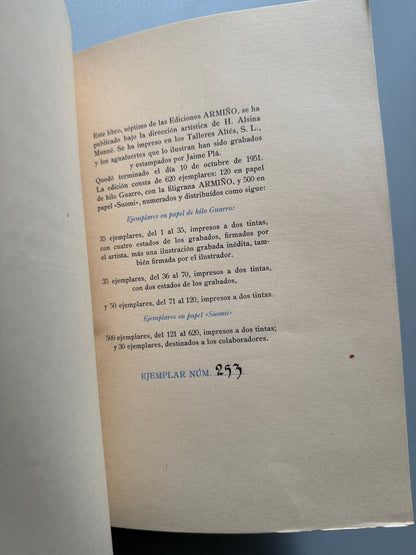 Este libro, séptimo de las Ediciones ARMIÑO, se ha
publicado bajo la dirección artística de H. Alsina
Munné. Se ha impreso en los Talleres Altés, S. L.,
y los aguafuertes que lo ilustran han sido grabados
y estampados por Jaime Plá.
Quedó terminado el día 10 de octubre de 1951.
La edición consta de 620 ejemplares: 120 en papel
de hilo Guarro, con la filigrana ARMIÑO, y 500 en
papel «Suomi», numerados y distribuídos como sigue:
Ejemplares en papel de hilo Guarro:
35 ejemplares, del 1 al 35, impresos a dos tintas,
con cuatro estados de los grabados, firmados por
el artista, más una ilustración grabada inédita, tam-
bién firmada por el ilustrador.
35 ejemplares, del 36 al 70, impresos a dos tintas,
con dos estados de los grabados,
y 50 ejemplares, del 71 al 120, impresos a dos tintas.
Ejemplares en papel «Suomi»
500 ejemplares, del 121 al 620, impresos a dos tintas;
y 30 ejemplares, destinados a los colaboradores.
EJEMPLAR NÚM. 253